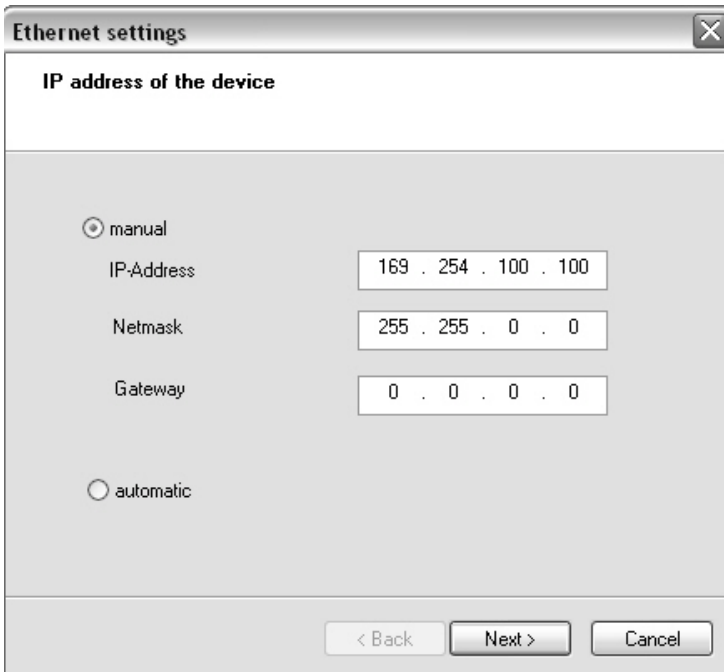 Ethernet settings
IP address of the device
manual
IP-Address 169 . 254 . 100 . 100
Netmask 255 . 255 . 0 . 0
Gateway 0 . 0 . 0 . 0
automatic
< Back Next > Cancel